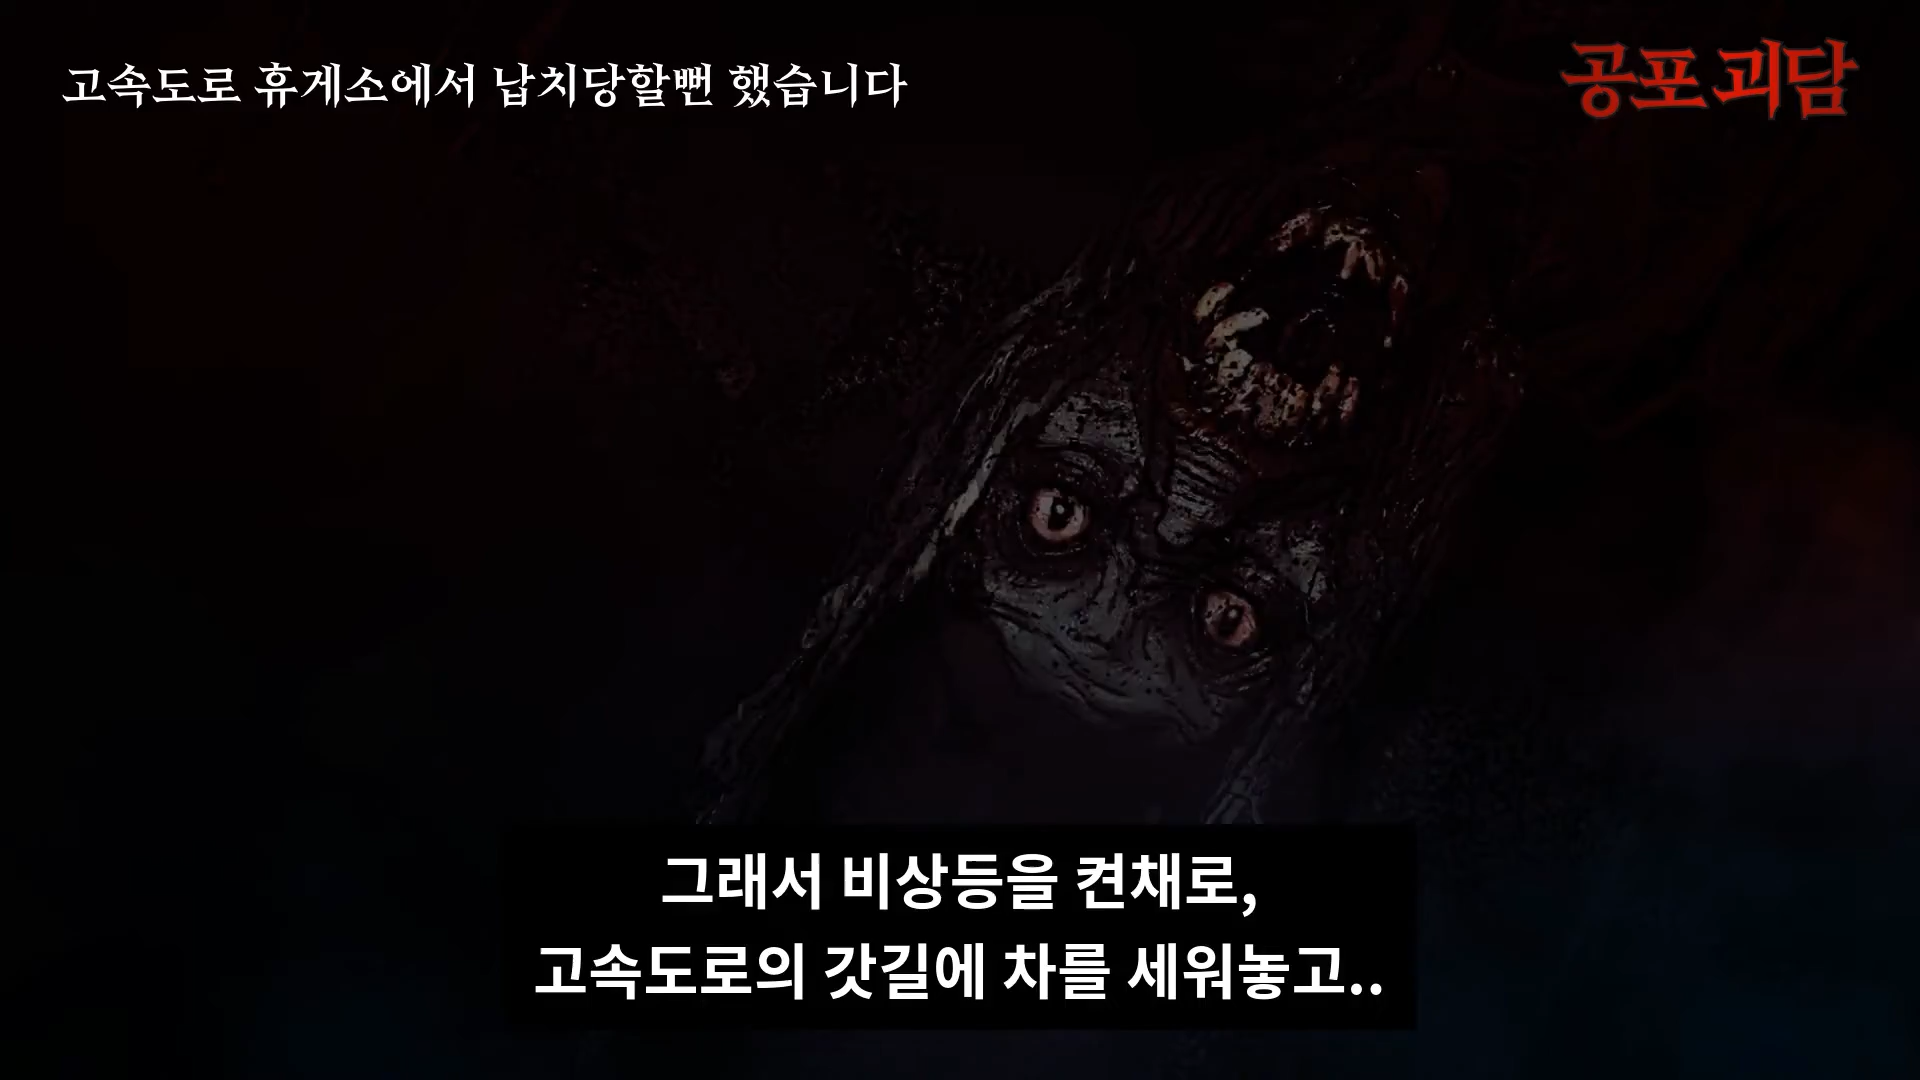 고속도로 휴게소에서 납치당할뻔 했습니다
공포 괴담
그래서 비상등을 켠채로,
고속도로의 갓길에 차를 세워놓고..